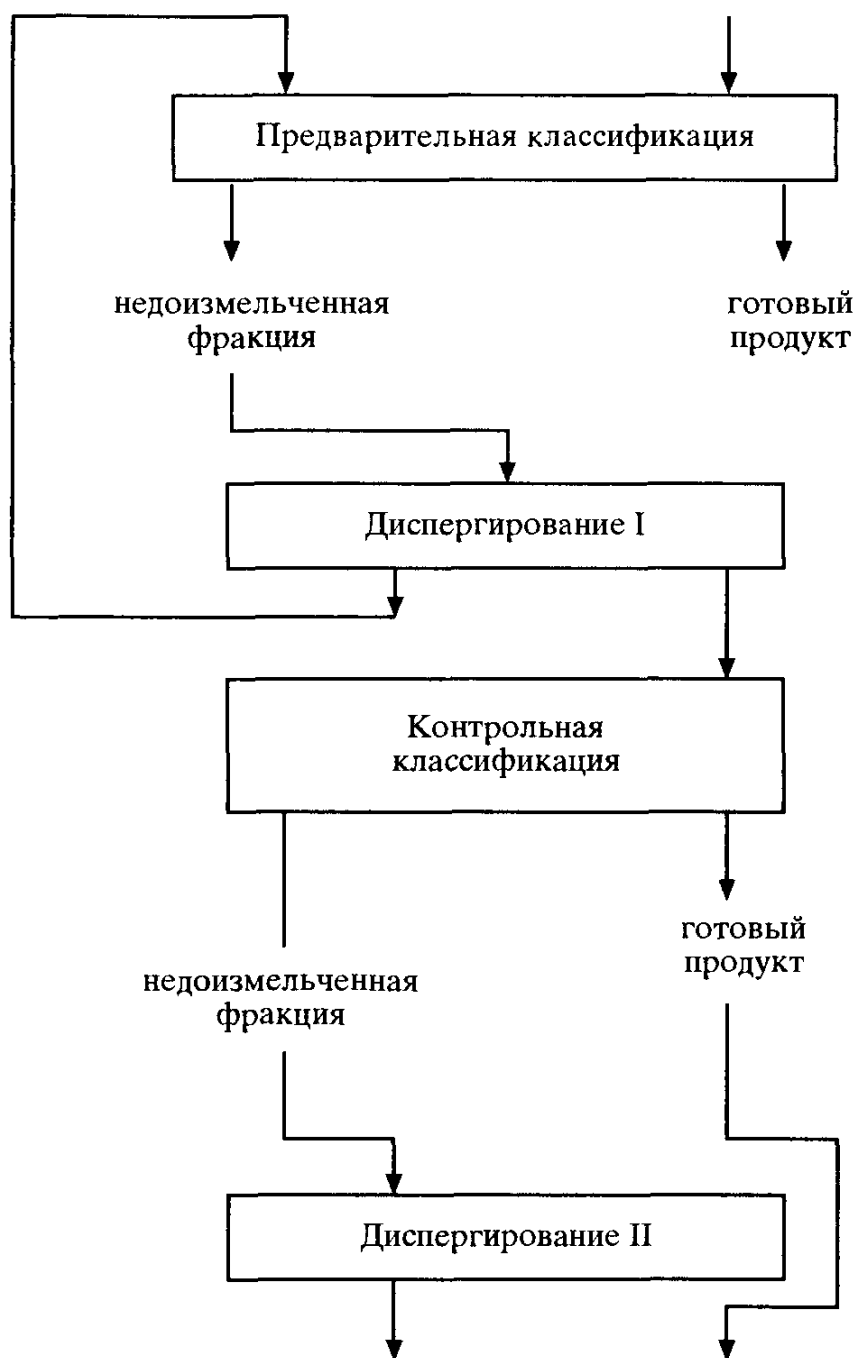 Предварительная классификация
недоизмельченная
фракция
готовый
продукт
Диспергирование I
Контрольная
классификация
готовый
продукт
недоизмельченная
фракция
Диспергирование II